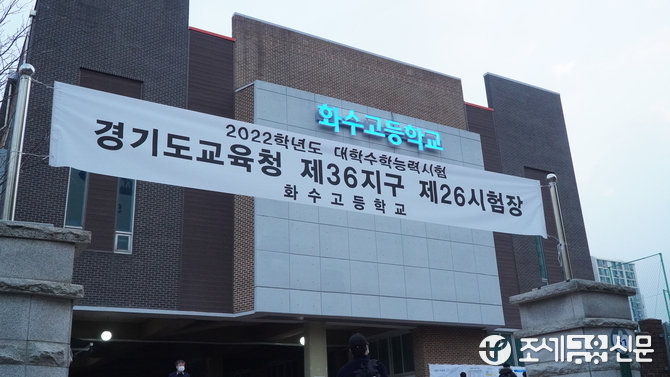 화수고등학교
2022학년도 대학수학능력시험
경기도교육청 제36지구 제26시험장
화수고등학교
조세금융신문